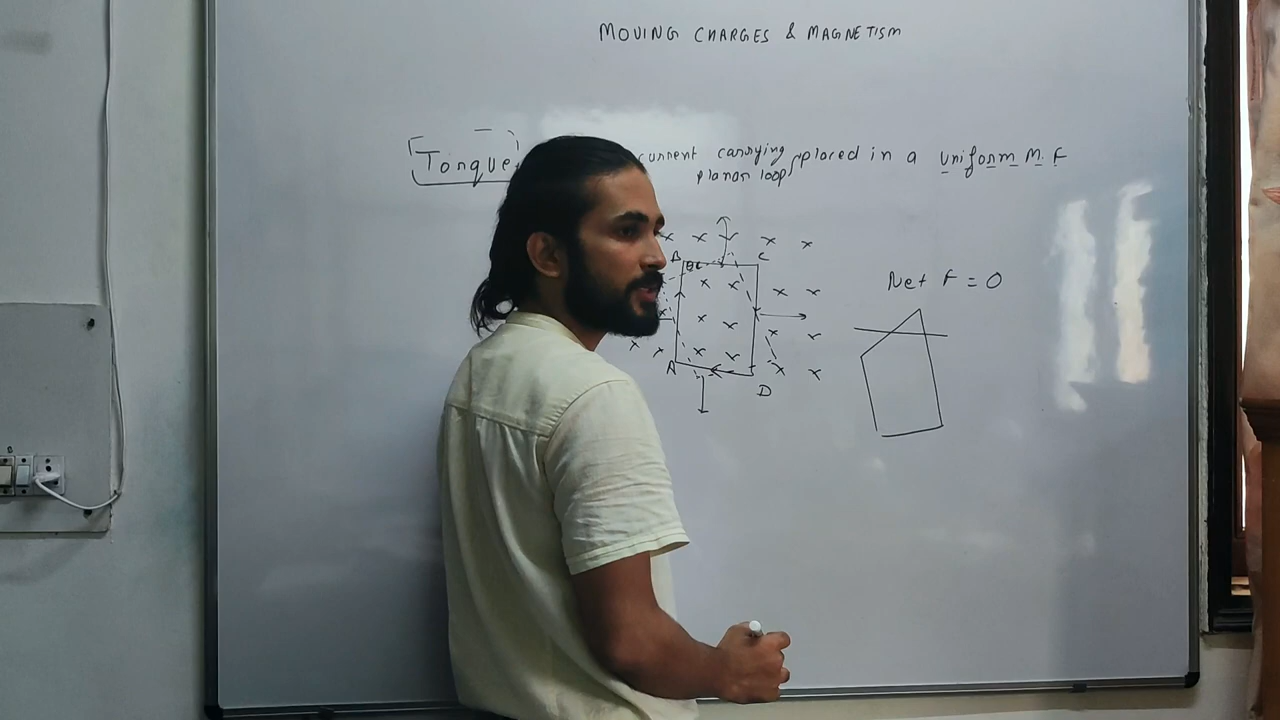 MOVING CHARGES & MAGNETISM
Torque current carrying placed in a uniform M.F
planar loop
B C
Net F = 0
A
D